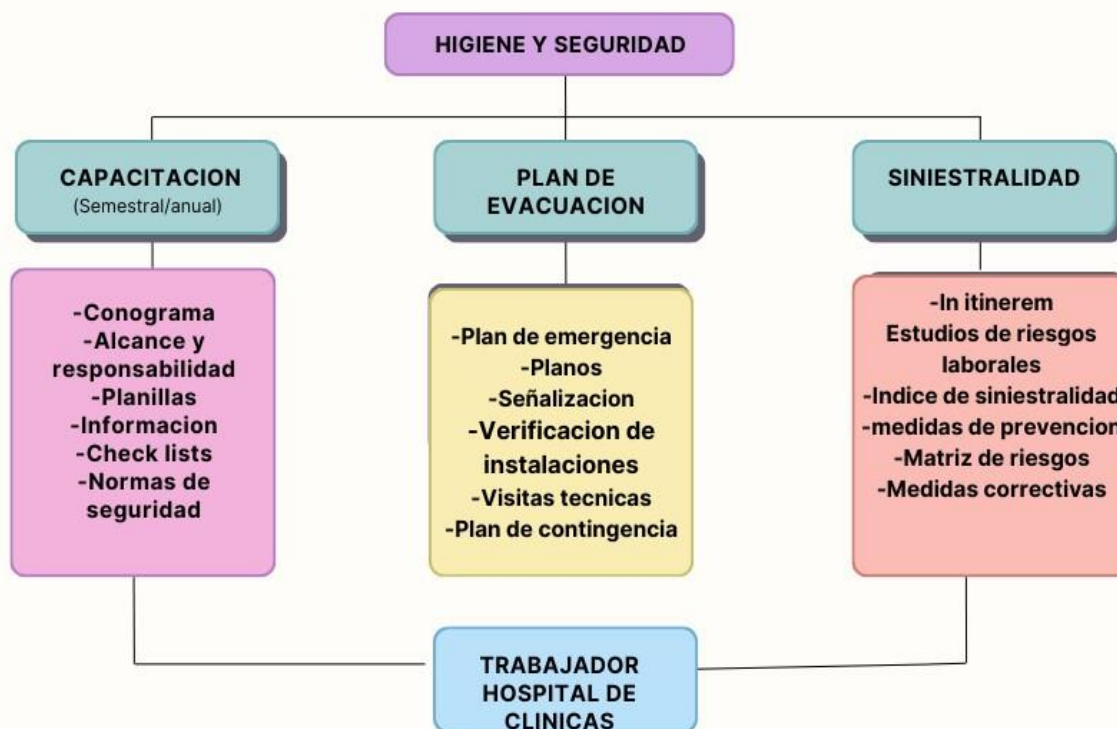 HIGIENE Y SEGURIDAD
CAPACITACION
(Semestral/anual)
PLAN DE
EVACUACION
SINIESTRALIDAD
-Conograma
-Alcance y
responsabilidad
-Planillas
-Informacion
-Check lists
-Normas de
seguridad
-Plan de emergencia
-Planos
-Señalizacion
-Verificacion de
instalaciones
-Visitas tecnicas
-Plan de contingencia
-In itinerem
Estudios de riesgos
laborales
-Indice de siniestralidad
-medidas de prevencion
-Matriz de riesgos
-Medidas correctivas
TRABAJADOR
HOSPITAL DE
CLINICAS